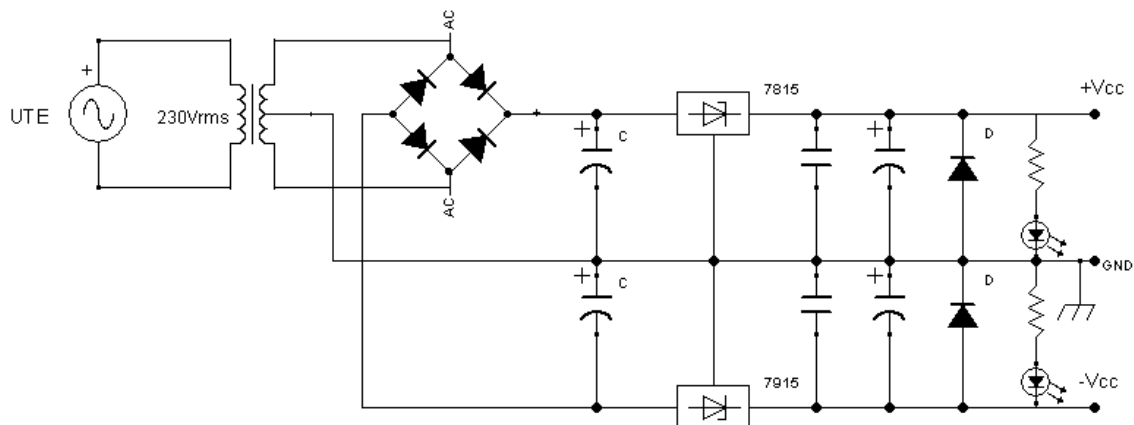 AC
7815
+Vcc
+
+
C
+
D
UTE
230Vrms
+
AC
GND
+
C
+
D
7915
-Vcc